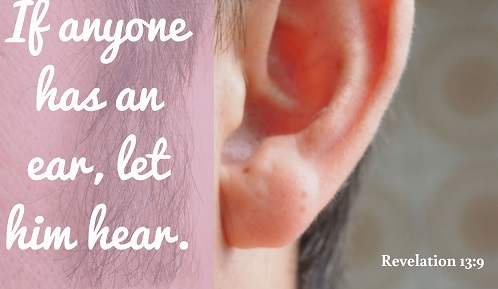 If anyone
has an
ear, let
him hear.
Revelation 13:9